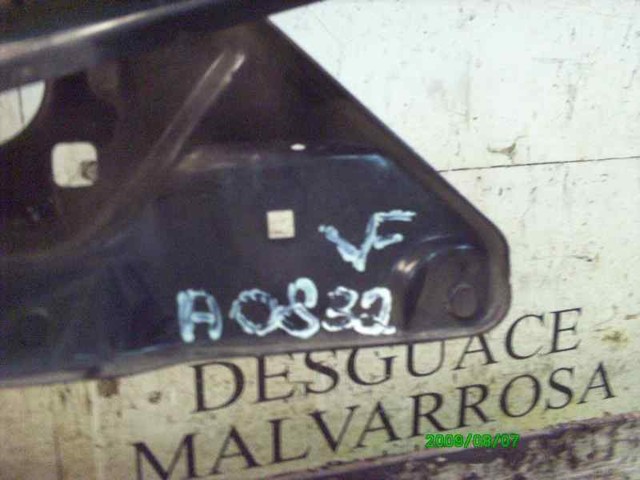 VF
A0832
DESGUACE
MALVARROSA
2009/08/07